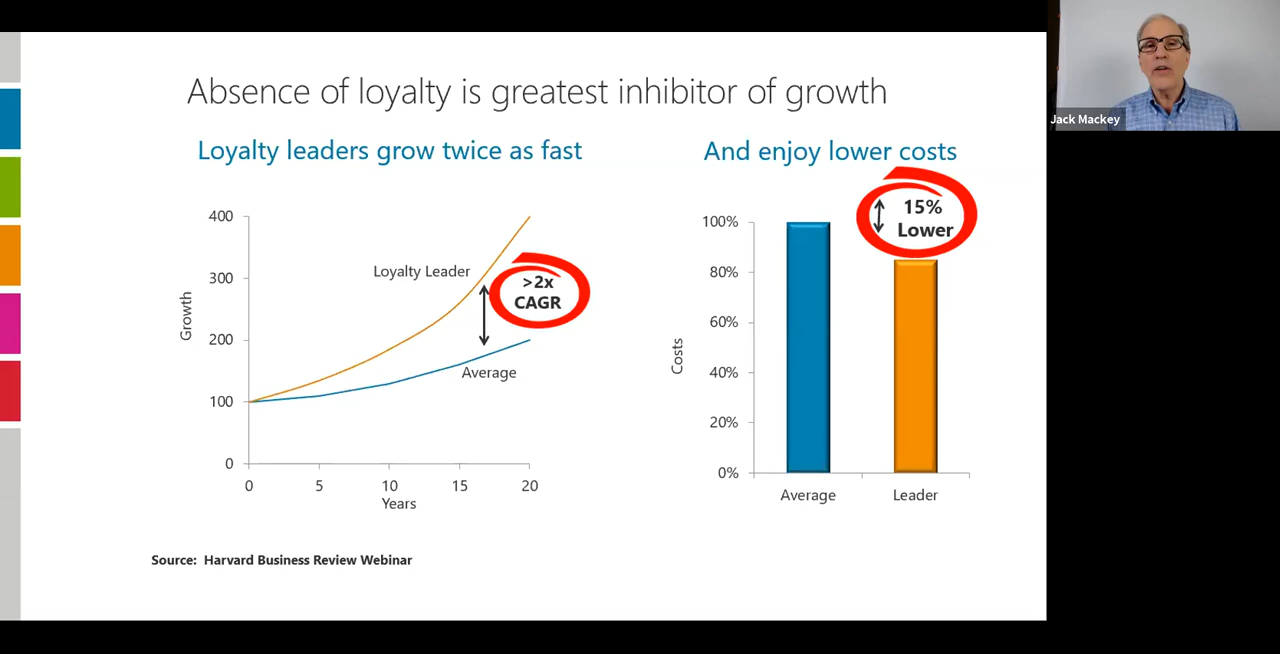 Absence of loyalty is greatest inhibitor of growth
Loyalty leaders grow twice as fast
400
300
200
100
0
Growth
0 5 10 15 20
Years
Loyalty Leader
>2x
CAGR
Average
And enjoy lower costs
15%
Lower
100%
80%
60%
40%
20%
0%
Costs
Average Leader
Source: Harvard Business Review Webinar
Jack Mackey